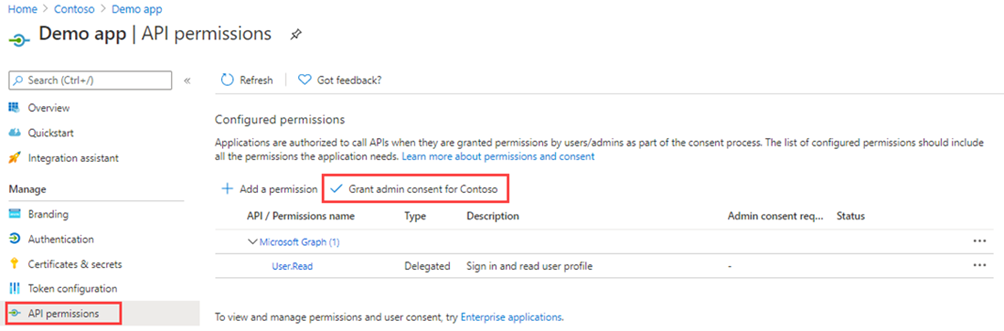 Home > Contoso > Demo app
Demo app | API permissions
Search (Ctrl+/)
«
Refresh
Got feedback?
Overview
Quickstart
Integration assistant
Manage
Branding
Authentication
Certificates & secrets
Token configuration
API permissions
Configured permissions
Applications are authorized to call APIs when they are granted permissions by users/admins as part of the consent process. The list of configured permissions should include
all the permissions the application needs. Learn more about permissions and consent
+ Add a permission ✓ Grant admin consent for Contoso
API / Permissions name Type Description Admin consent req... Status
Microsoft Graph (1) ...
User.Read Delegated Sign in and read user profile - ...
To view and manage permissions and user consent, try Enterprise applications.